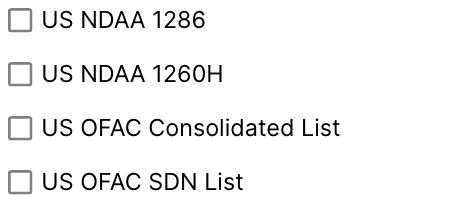 US NDAA 1286
US NDAA 1260H
US OFAC Consolidated List
US OFAC SDN List